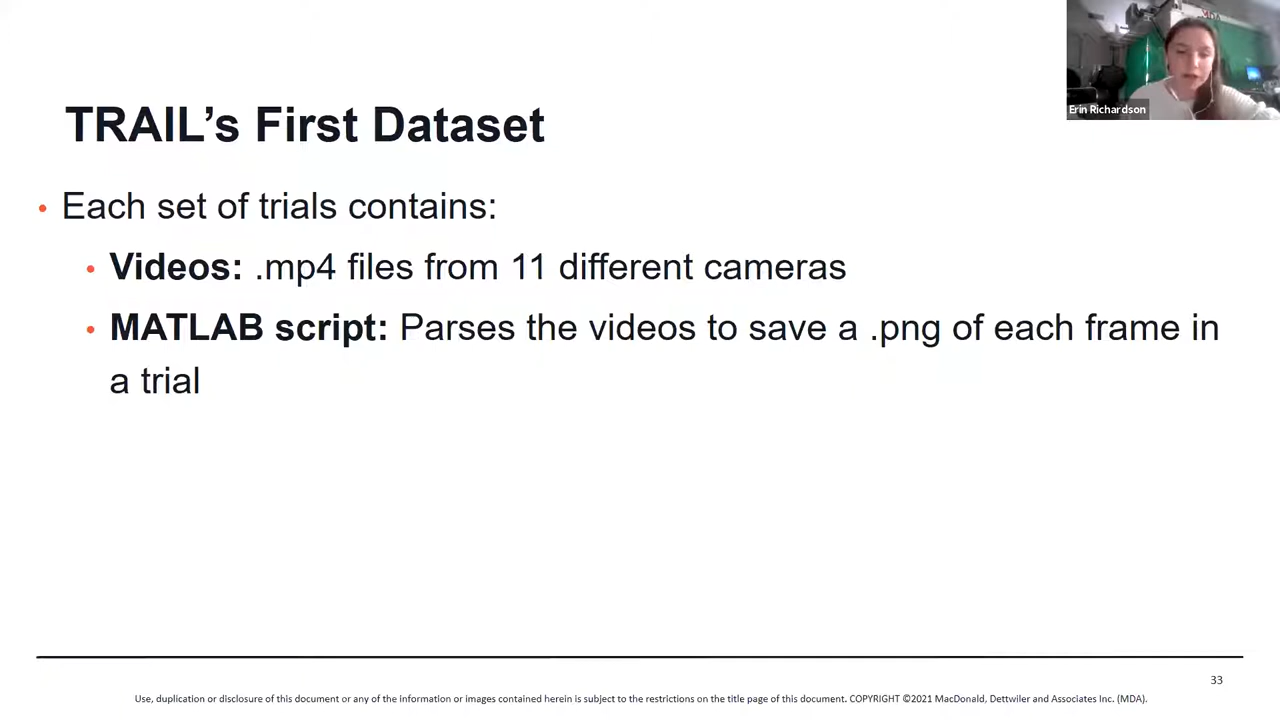 MDA
Erin Richardson
TRAIL’s First Dataset
• Each set of trials contains:
• Videos: .mp4 files from 11 different cameras
• MATLAB script: Parses the videos to save a .png of each frame in
a trial
33
Use, duplication or disclosure of this document or any of the information or images contained herein is subject to the restrictions on the title page of this document. COPYRIGHT ©2021 MacDonald, Dettwiler and Associates Inc. (MDA).